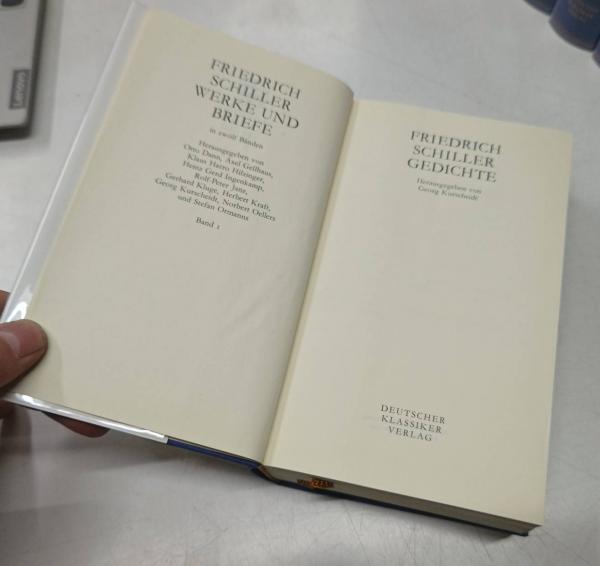 Lenovo
FRIEDRICH
SCHILLER
WERKE UND
BRIEFE
in zwölf Bänden
Herausgegeben von
Otto Dann, Axel Gellhaus,
Klaus Harro Hilzinger,
Heinz Gerd Ingenkamp,
Rolf-Peter Janz,
Gerhard Kluge, Herbert Kraft,
Georg Kurscheidt, Norbert Oellers
und Stefan Ormanns
Band 1
FRIEDRICH
SCHILLER
GEDICHTE
Herausgegeben von
Georg Kurscheidt
DEUTSCHER
KLASSIKER
VERLAG